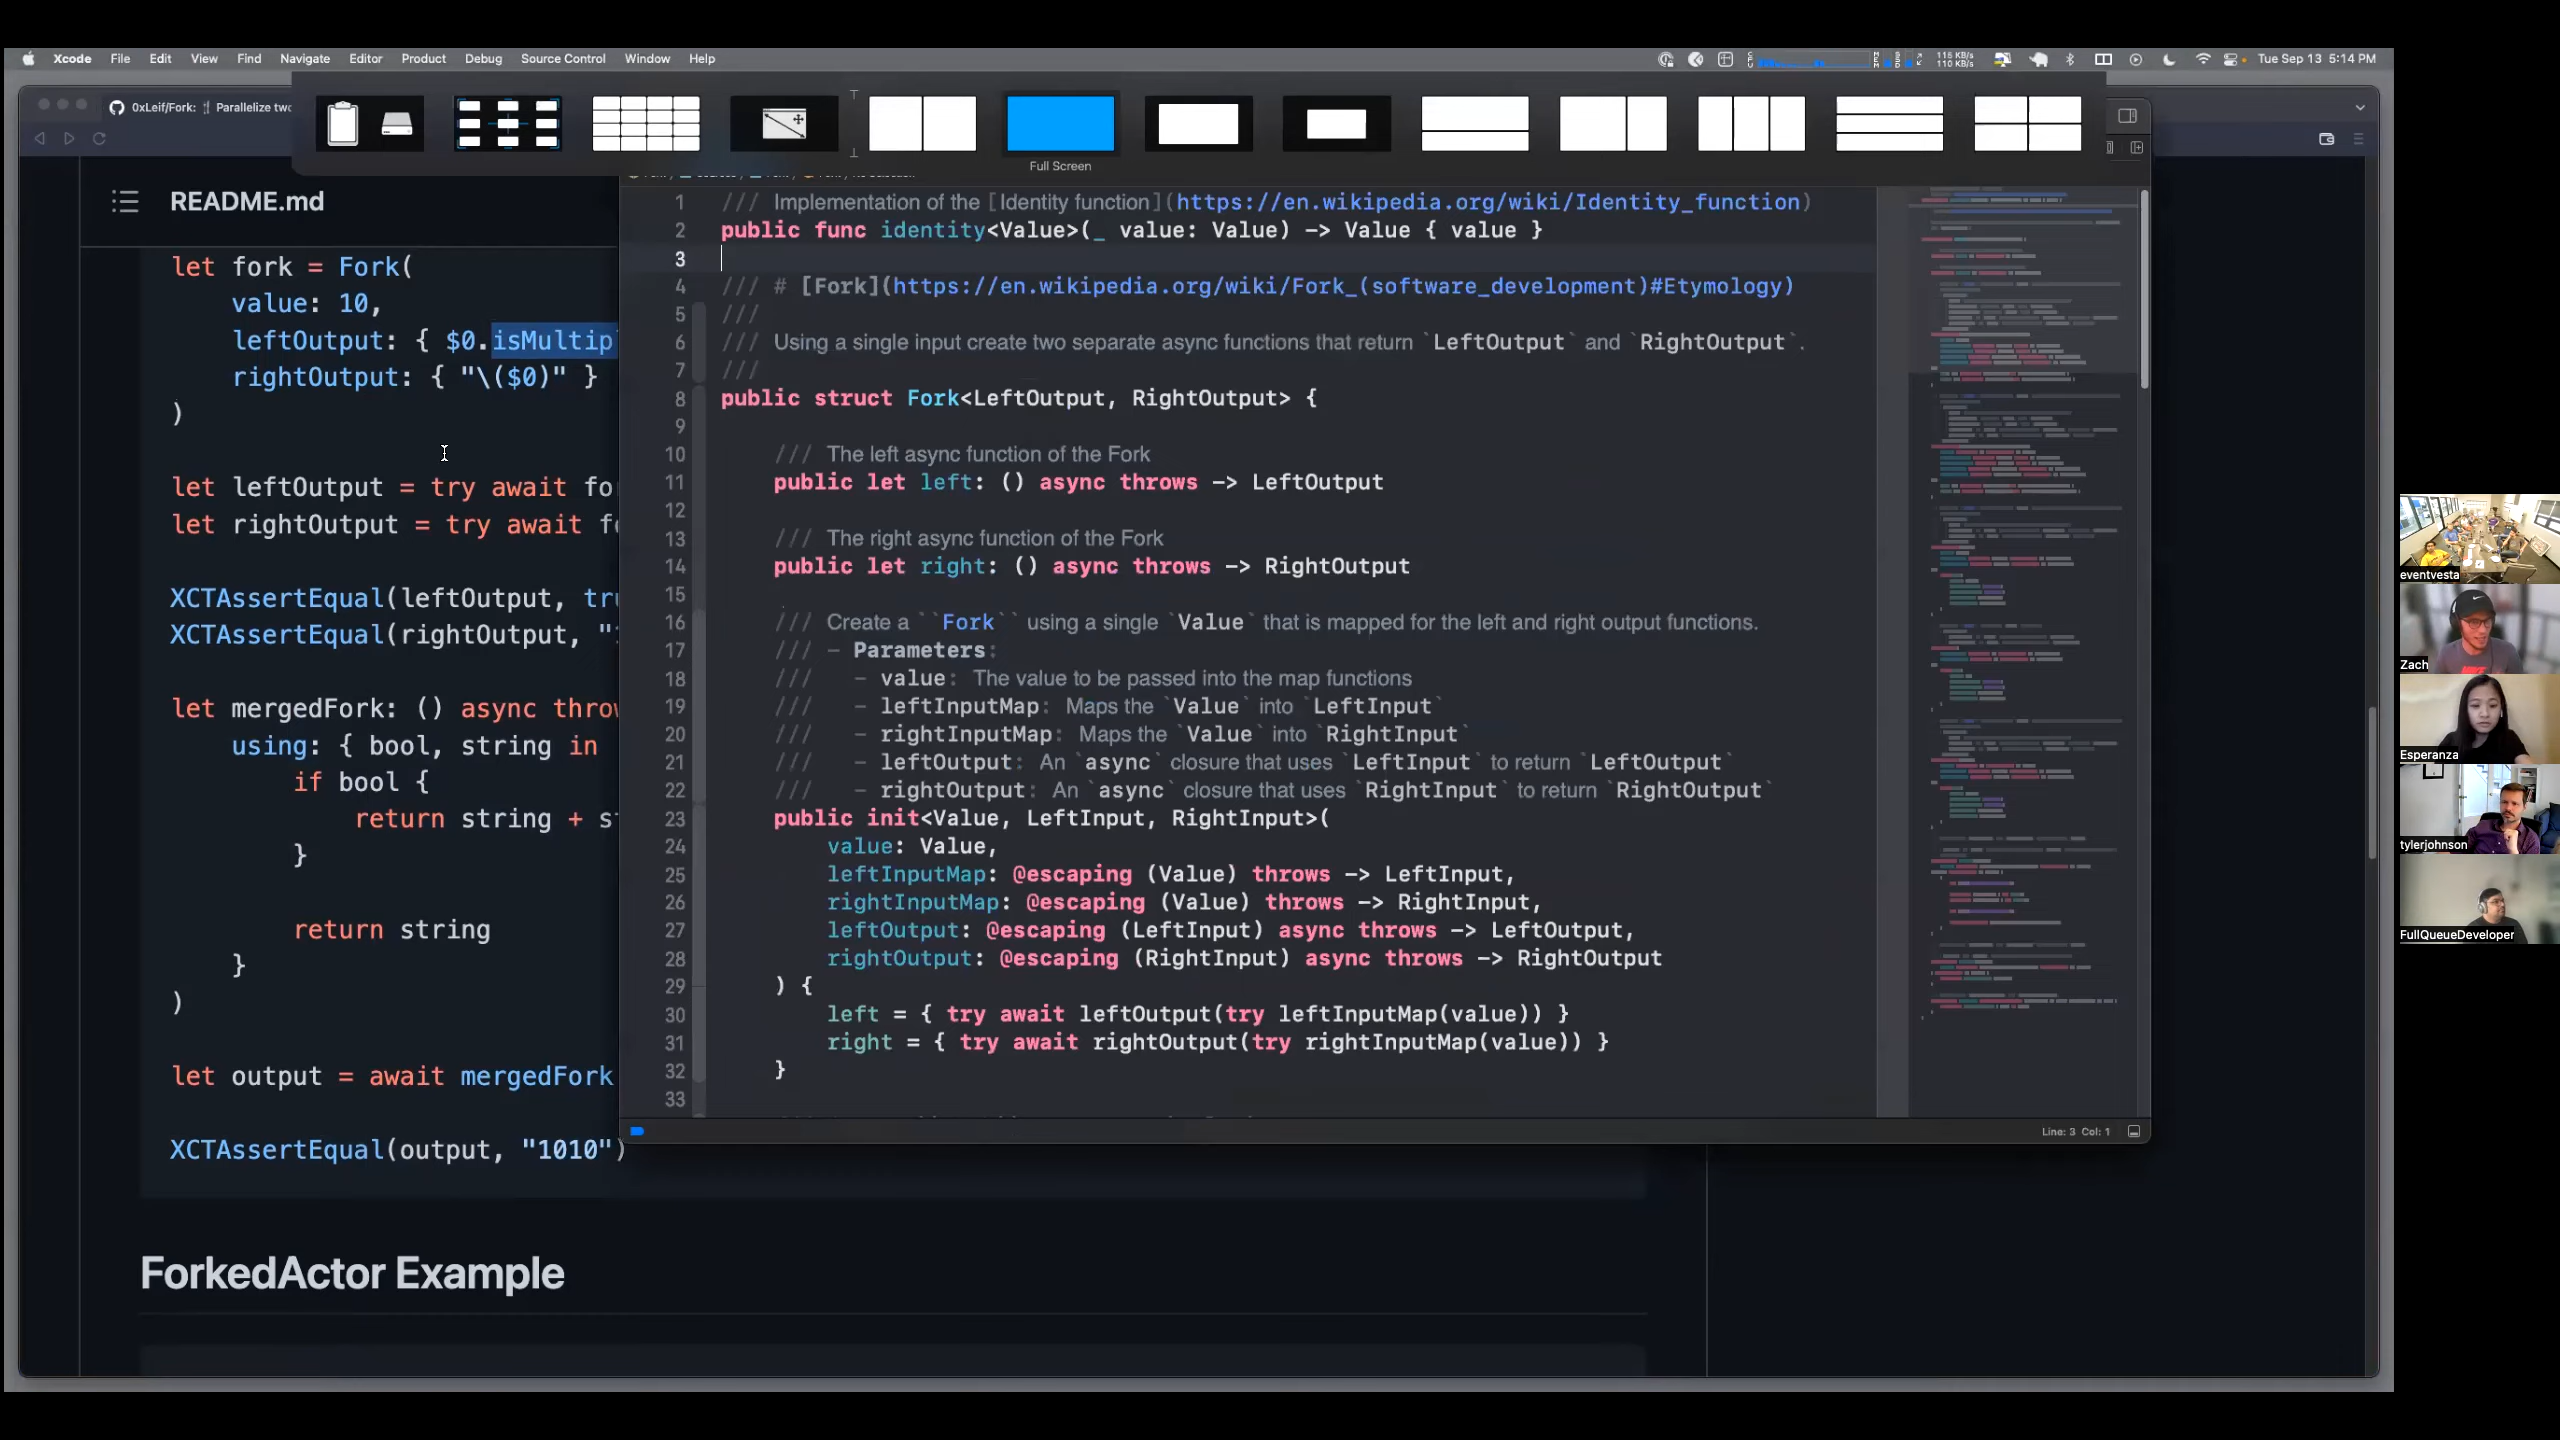 Xcode File Edit View Find Navigate Editor Product Debug Source Control Window Help
115 KB/s
110 KB/s
Tue Sep 13 5:14 PM
0xLeif/Fork: Parallelize two
Full Screen
README.md
let fork = Fork(
value: 10,
leftOutput: { $0.isMultip
rightOutput: { "\($0)" }
)
let leftOutput = try await fo
let rightOutput = try await fo
XCTAssertEqual(leftOutput, tru
XCTAssertEqual(rightOutput, "
let mergedFork: () async throw
using: { bool, string in
if bool {
return string + st
}
return string
}
)
let output = await mergedFork
XCTAssertEqual(output, "1010")
ForkedActor Example
1 /// Implementation of the [Identity function](https://en.wikipedia.org/wiki/Identity_function)
2 public func identity<Value>(_ value: Value) -> Value { value }
3
4 /// # [Fork](https://en.wikipedia.org/wiki/Fork_(software_development)#Etymology)
5 ///
6 /// Using a single input create two separate async functions that return `LeftOutput` and `RightOutput`.
7 ///
8 public struct Fork<LeftOutput, RightOutput> {
9
10 /// The left async function of the Fork
11 public let left: () async throws -> LeftOutput
12
13 /// The right async function of the Fork
14 public let right: () async throws -> RightOutput
15
16 /// Create a ``Fork`` using a single `Value` that is mapped for the left and right output functions.
17 /// - Parameters:
18 /// - value: The value to be passed into the map functions
19 /// - leftInputMap: Maps the `Value` into `LeftInput`
20 /// - rightInputMap: Maps the `Value` into `RightInput`
21 /// - leftOutput: An `async` closure that uses `LeftInput` to return `LeftOutput`
22 /// - rightOutput: An `async` closure that uses `RightInput` to return `RightOutput`
23 public init<Value, LeftInput, RightInput>(
24 value: Value,
25 leftInputMap: @escaping (Value) throws -> LeftInput,
26 rightInputMap: @escaping (Value) throws -> RightInput,
27 leftOutput: @escaping (LeftInput) async throws -> LeftOutput,
28 rightOutput: @escaping (RightInput) async throws -> RightOutput
29 ) {
30 left = { try await leftOutput(try leftInputMap(value)) }
31 right = { try await rightOutput(try rightInputMap(value)) }
32 }
33
Line: 3 Col: 1
eventvesta
Zach
Esperanza
tylerjohnson
FullQueueDeveloper